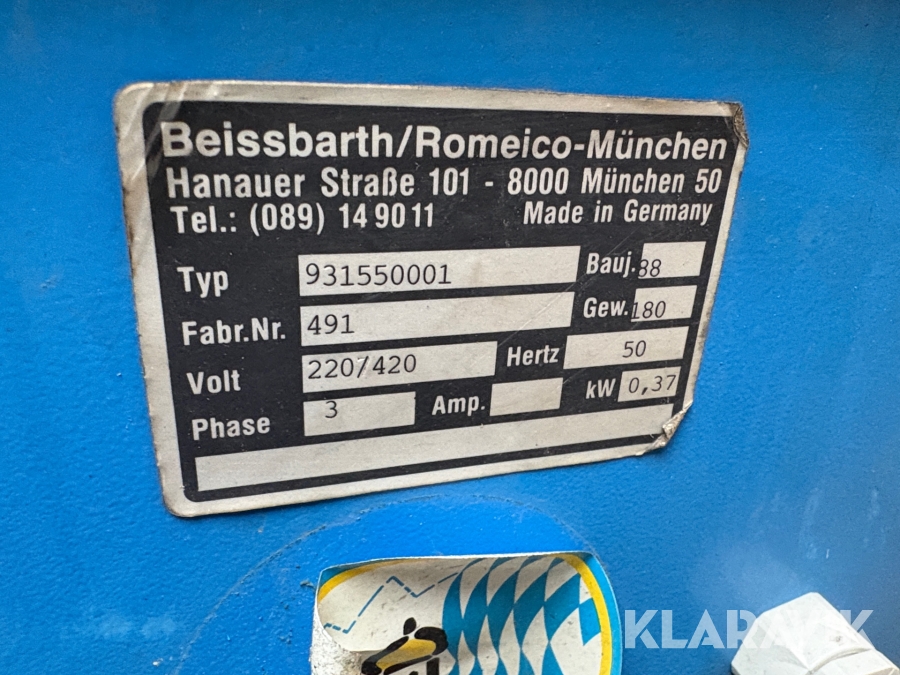 Beissbarth/Romeico-München
Hanauer Straße 101 - 8000 München 50
Tel.: (089) 14 90 11 Made in Germany
Typ 931550001 Bauj. 88
Fabr.Nr. 491 Gew. 180
Volt 220/420 Hertz 50
Phase 3 Amp. kW 0,37